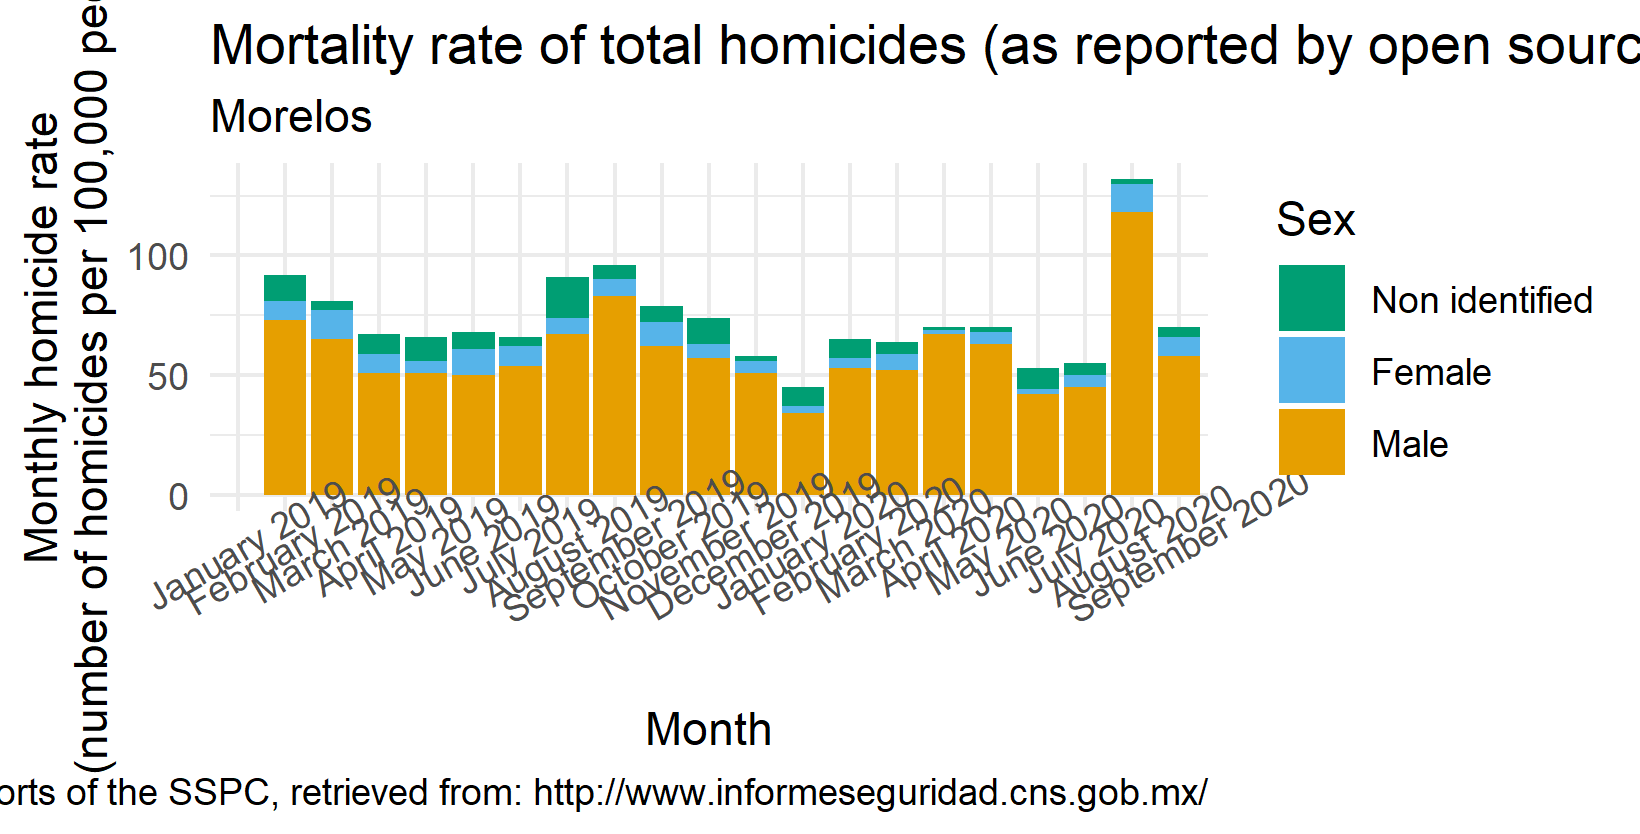 Mortality rate of total homicides (as reported by open sourc
Morelos
Monthly homicide rate
(number of homicides per 100,000 peo
100
50
0
January 2019
February 2019
March 2019
April 2019
May 2019
June 2019
July 2019
August 2019
September 2019
October 2019
November 2019
December 2019
January 2020
February 2020
March 2020
April 2020
May 2020
June 2020
July 2020
August 2020
September 2020
Month
Sex
Non identified
Female
Male
orts of the SSPC, retrieved from: http://www.informeseguridad.cns.gob.mx/